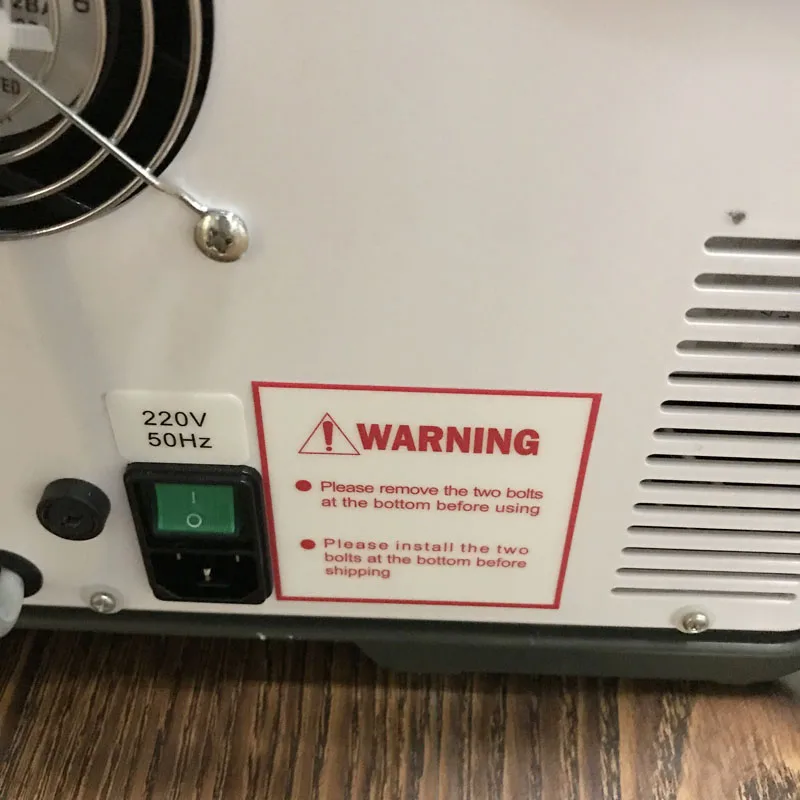 220V
50Hz
WARNING
Please remove the two bolts
at the bottom before using
Please install the two
bolts at the bottom before
shipping
I
O